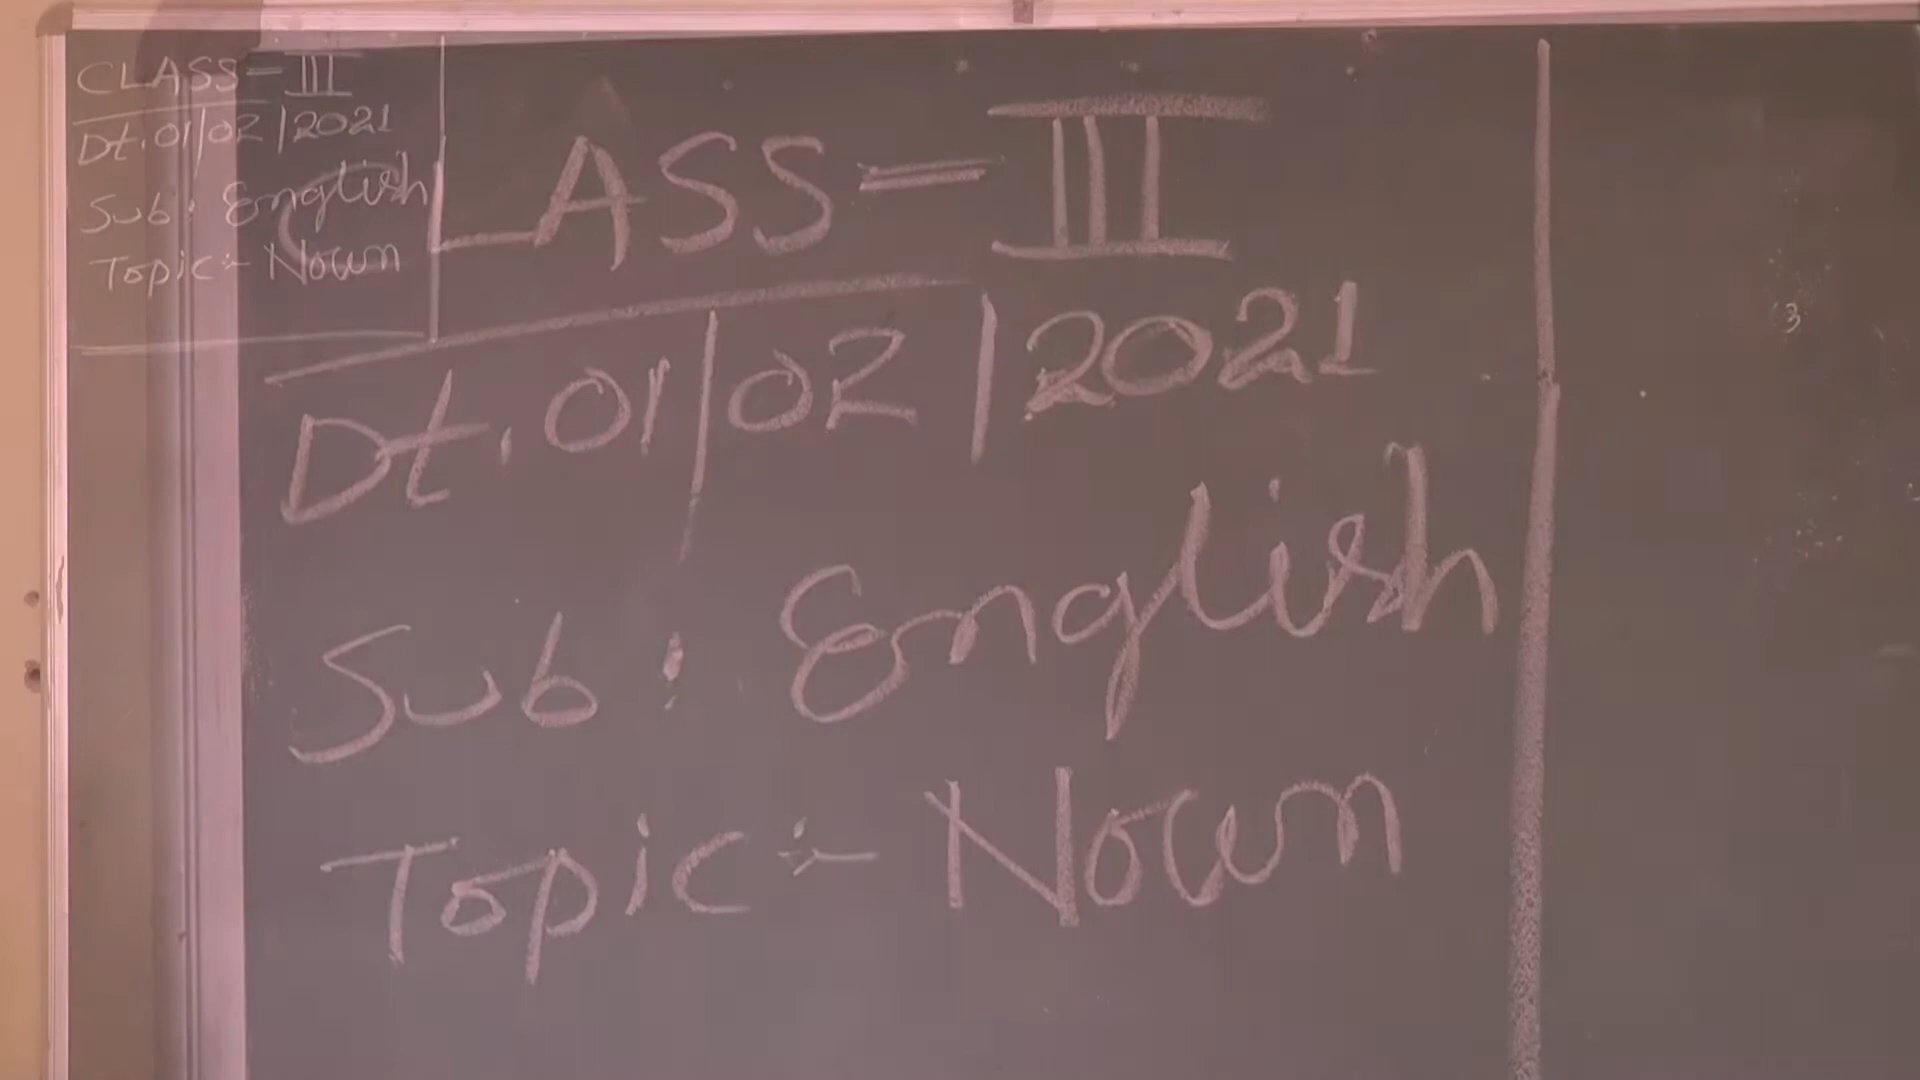 CLASS = III
Dt. 01/02/2021
Sub: English
Topic:- Noun
CLASS = III
Dt. 01/02/2021
Sub: English
Topic:- Noun
3